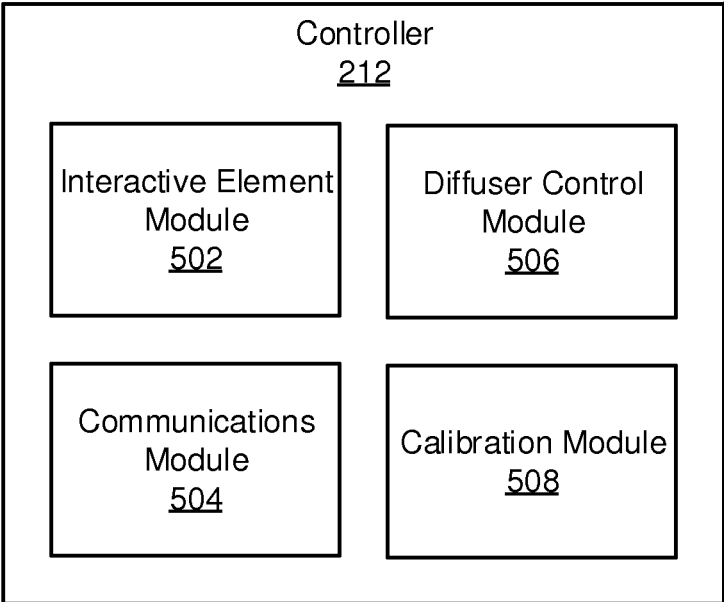 Controller
212
Interactive Element
Module
502
Diffuser Control
Module
506
Communications
Module
504
Calibration Module
508